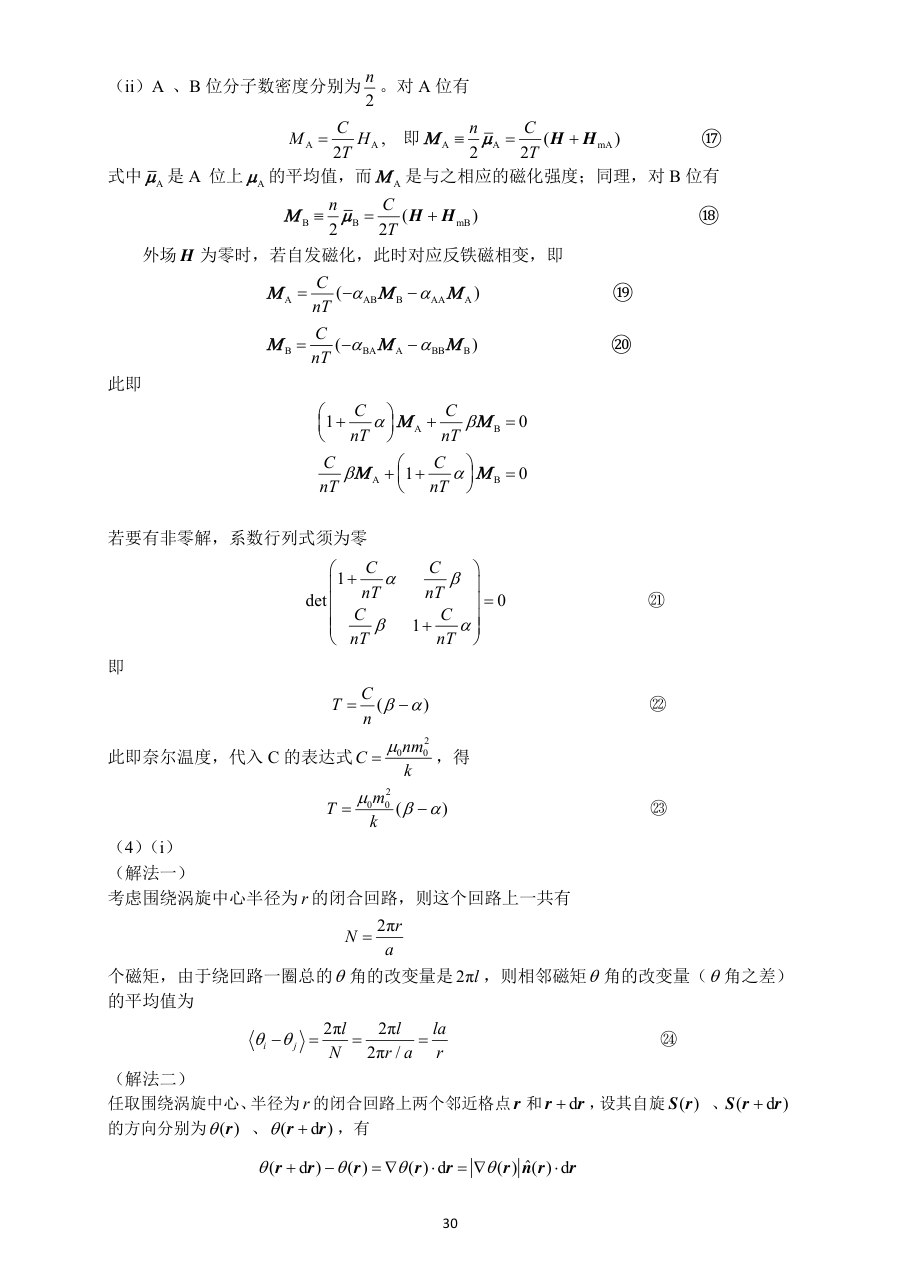 （ii）A 、B 位分子数密度分别为 n/2 。对 A 位有
M_A = C/(2T) H_A ， 即 M_A ≡ n/2 μ̄_A = C/(2T) (H + H_mA) ⑰
式中 μ̄_A 是 A 位上 μ_A 的平均值，而 M_A 是与之相应的磁化强度；同理，对 B 位有
M_B ≡ n/2 μ̄_B = C/(2T) (H + H_mB) ⑱
外场 H 为零时，若自发磁化，此时对应反铁磁相变，即
M_A = C/(nT) (−α_AB M_B − α_AA M_A) ⑲
M_B = C/(nT) (−α_BA M_A − α_BB M_B) ⑳
此即
(1 + C/(nT) α) M_A + C/(nT) β M_B = 0
C/(nT) β M_A + (1 + C/(nT) α) M_B = 0
若要有非零解，系数行列式须为零
det ( 1 + C/(nT) α  C/(nT) β ; C/(nT) β  1 + C/(nT) α ) = 0 ㉑
即
T = C/n (β − α) ㉒
此即奈尔温度，代入 C 的表达式 C = μ₀nm₀²/k ，得
T = μ₀m₀²/k (β − α) ㉓
（4）（i）
（解法一）
考虑围绕涡旋中心半径为 r 的闭合回路，则这个回路上一共有
N = 2πr/a
个磁矩，由于绕回路一圈总的 θ 角的改变量是 2πl ，则相邻磁矩 θ 角的改变量（ θ 角之差）
的平均值为
⟨θ_i − θ_j⟩ = 2πl/N = 2πl/(2πr / a) = la/r ㉔
（解法二）
任取围绕涡旋中心、半径为 r 的闭合回路上两个邻近格点 r 和 r + dr ，设其自旋 S(r) 、S(r + dr)
的方向分别为 θ(r) 、 θ(r + dr) ，有
θ(r + dr) − θ(r) = ∇θ(r) · dr = |∇θ(r)| n̂(r) · dr
30